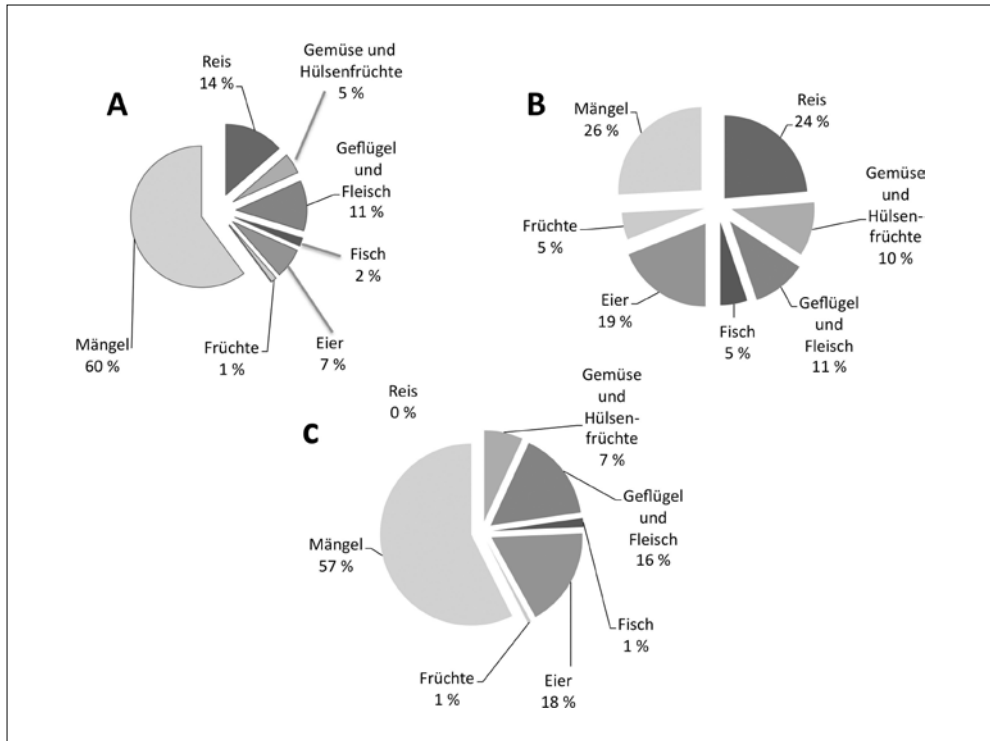 A
Reis
14 %
Gemüse und
Hülsenfrüchte
5 %
Geflügel
und
Fleisch
11 %
Fisch
2 %
Eier
7 %
Früchte
1 %
Mängel
60 %
B
Reis
24 %
Gemüse
und
Hülsen-
früchte
10 %
Geflügel
und
Fleisch
11 %
Fisch
5 %
Eier
19 %
Früchte
5 %
Mängel
26 %
C
Reis
0 %
Gemüse
und
Hülsen-
früchte
7 %
Geflügel
und
Fleisch
16 %
Fisch
1 %
Eier
18 %
Früchte
1 %
Mängel
57 %